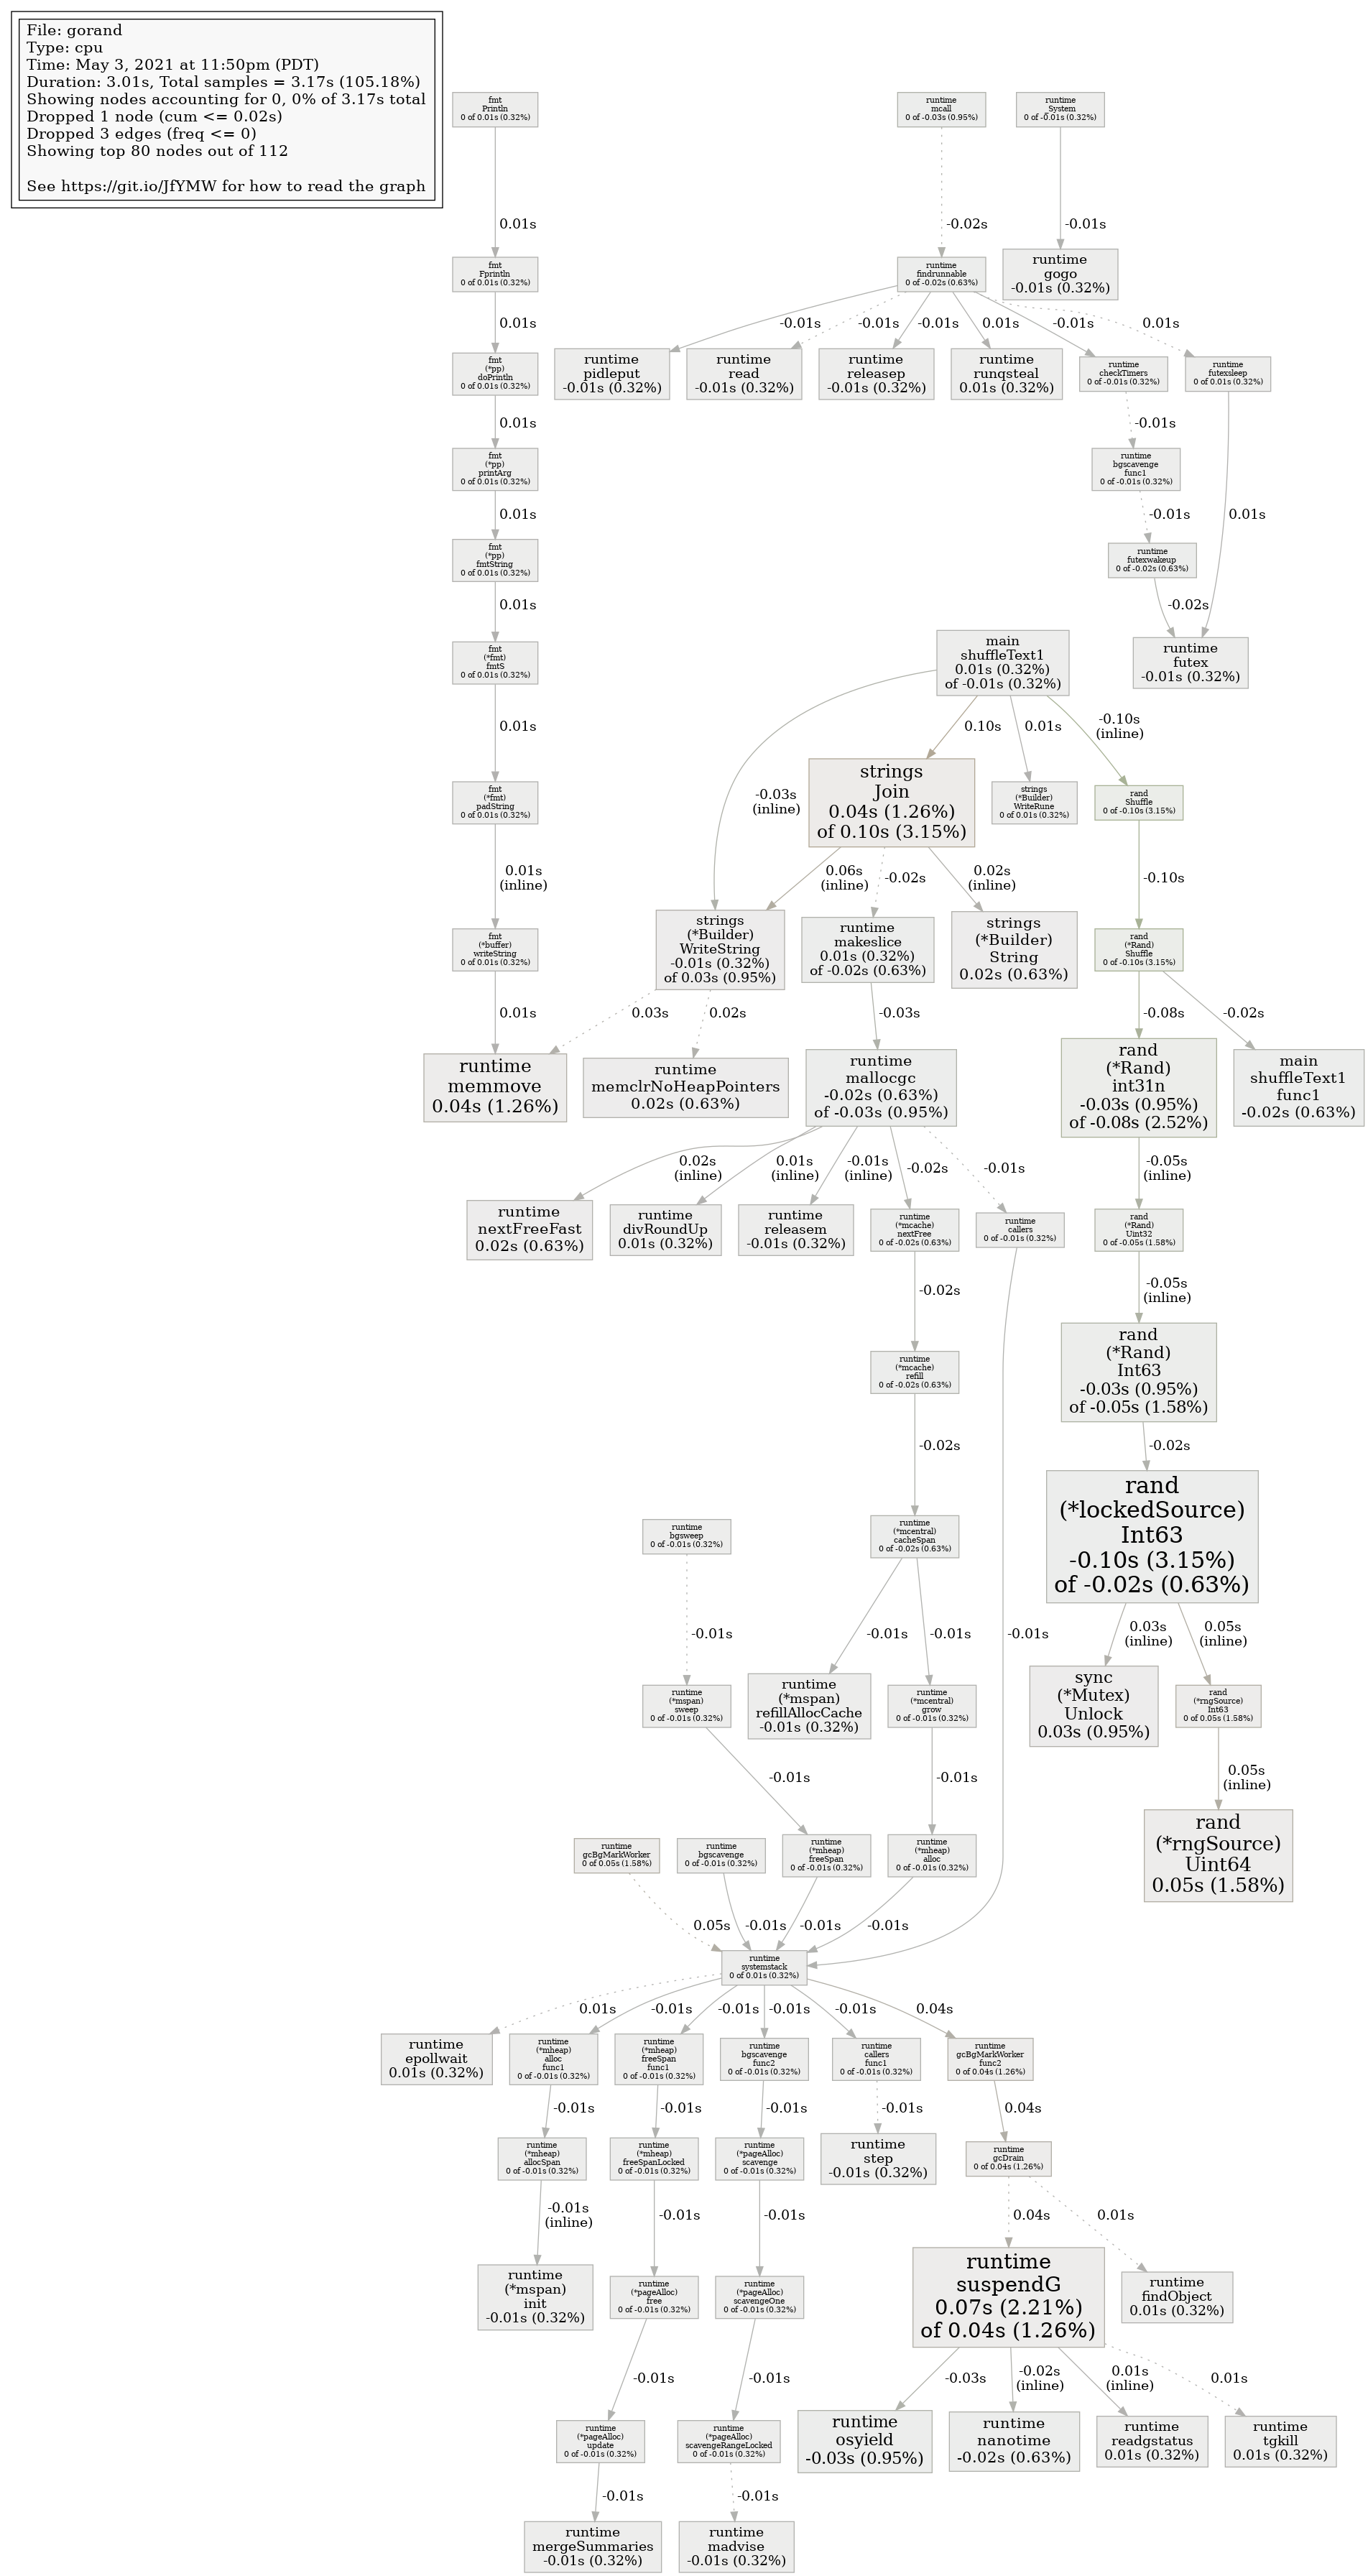 File: gorand
Type: cpu
Time: May 3, 2021 at 11:50pm (PDT)
Duration: 3.01s, Total samples = 3.17s (105.18%)
Showing nodes accounting for 0, 0% of 3.17s total
Dropped 1 node (cum <= 0.02s)
Dropped 3 edges (freq <= 0)
Showing top 80 nodes out of 112
See https://git.io/JfYMW for how to read the graph
fmt
Println
0 of 0.01s (0.32%)
runtime
mcall
0 of -0.03s (0.95%)
runtime
System
0 of -0.01s (0.32%)
0.01s
-0.02s
-0.01s
fmt
Fprintln
0 of 0.01s (0.32%)
runtime
findrunnable
0 of -0.02s (0.63%)
runtime
gogo
-0.01s (0.32%)
0.01s
-0.01s
-0.01s
-0.01s
0.01s
-0.01s
0.01s
fmt
(*pp)
doPrintln
0 of 0.01s (0.32%)
runtime
pidleput
-0.01s (0.32%)
runtime
read
-0.01s (0.32%)
runtime
releasep
-0.01s (0.32%)
runtime
runqsteal
0.01s (0.32%)
runtime
checkTimers
0 of -0.01s (0.32%)
runtime
futexsleep
0 of 0.01s (0.32%)
0.01s
-0.01s
fmt
(*pp)
printArg
0 of 0.01s (0.32%)
runtime
bgscavenge
func1
0 of -0.01s (0.32%)
0.01s
-0.01s
0.01s
fmt
(*pp)
fmtString
0 of 0.01s (0.32%)
runtime
futexwakeup
0 of -0.02s (0.63%)
0.01s
-0.02s
fmt
(*fmt)
fmtS
0 of 0.01s (0.32%)
main
shuffleText1
0.01s (0.32%)
of -0.01s (0.32%)
runtime
futex
-0.01s (0.32%)
0.01s
-0.03s
(inline)
0.10s
0.01s
-0.10s
(inline)
fmt
(*fmt)
padString
0 of 0.01s (0.32%)
strings
Join
0.04s (1.26%)
of 0.10s (3.15%)
strings
(*Builder)
WriteRune
0 of 0.01s (0.32%)
rand
Shuffle
0 of -0.10s (3.15%)
0.01s
(inline)
0.06s
(inline)
-0.02s
0.02s
(inline)
-0.10s
fmt
(*buffer)
writeString
0 of 0.01s (0.32%)
strings
(*Builder)
WriteString
-0.01s (0.32%)
of 0.03s (0.95%)
runtime
makeslice
0.01s (0.32%)
of -0.02s (0.63%)
strings
(*Builder)
String
0.02s (0.63%)
rand
(*Rand)
Shuffle
0 of -0.10s (3.15%)
0.01s
0.03s
0.02s
-0.03s
-0.08s
-0.02s
runtime
memmove
0.04s (1.26%)
runtime
memclrNoHeapPointers
0.02s (0.63%)
runtime
mallocgc
-0.02s (0.63%)
of -0.03s (0.95%)
rand
(*Rand)
int31n
-0.03s (0.95%)
of -0.08s (2.52%)
main
shuffleText1
func1
-0.02s (0.63%)
0.02s
(inline)
0.01s
(inline)
-0.01s
(inline)
-0.02s
-0.01s
-0.05s
(inline)
runtime
nextFreeFast
0.02s (0.63%)
runtime
divRoundUp
0.01s (0.32%)
runtime
releasem
-0.01s (0.32%)
runtime
(*mcache)
nextFree
0 of -0.02s (0.63%)
runtime
callers
0 of -0.01s (0.32%)
rand
(*Rand)
Uint32
0 of -0.05s (1.58%)
-0.02s
-0.05s
(inline)
runtime
(*mcache)
refill
0 of -0.02s (0.63%)
rand
(*Rand)
Int63
-0.03s (0.95%)
of -0.05s (1.58%)
-0.02s
-0.02s
runtime
bgsweep
0 of -0.01s (0.32%)
runtime
(*mcentral)
cacheSpan
0 of -0.02s (0.63%)
rand
(*lockedSource)
Int63
-0.10s (3.15%)
of -0.02s (0.63%)
-0.01s
-0.01s
-0.01s
-0.01s
0.03s
(inline)
0.05s
(inline)
runtime
(*mspan)
sweep
0 of -0.01s (0.32%)
runtime
(*mspan)
refillAllocCache
-0.01s (0.32%)
runtime
(*mcentral)
grow
0 of -0.01s (0.32%)
sync
(*Mutex)
Unlock
0.03s (0.95%)
rand
(*rngSource)
Int63
0 of 0.05s (1.58%)
-0.01s
-0.01s
0.05s
(inline)
runtime
gcBgMarkWorker
0 of 0.05s (1.58%)
runtime
bgscavenge
0 of -0.01s (0.32%)
runtime
(*mheap)
freeSpan
0 of -0.01s (0.32%)
runtime
(*mheap)
alloc
0 of -0.01s (0.32%)
rand
(*rngSource)
Uint64
0.05s (1.58%)
0.05s
-0.01s
-0.01s
-0.01s
runtime
systemstack
0 of 0.01s (0.32%)
0.01s
-0.01s
-0.01s
-0.01s
-0.01s
0.04s
runtime
epollwait
0.01s (0.32%)
runtime
(*mheap)
alloc
func1
0 of -0.01s (0.32%)
runtime
(*mheap)
freeSpan
func1
0 of -0.01s (0.32%)
runtime
bgscavenge
func2
0 of -0.01s (0.32%)
runtime
callers
func1
0 of -0.01s (0.32%)
runtime
gcBgMarkWorker
func2
0 of 0.04s (1.26%)
-0.01s
-0.01s
-0.01s
-0.01s
0.04s
runtime
(*mheap)
allocSpan
0 of -0.01s (0.32%)
runtime
(*mheap)
freeSpanLocked
0 of -0.01s (0.32%)
runtime
(*pageAlloc)
scavenge
0 of -0.01s (0.32%)
runtime
step
-0.01s (0.32%)
runtime
gcDrain
0 of 0.04s (1.26%)
-0.01s
(inline)
-0.01s
-0.01s
0.04s
0.01s
runtime
(*mspan)
init
-0.01s (0.32%)
runtime
(*pageAlloc)
free
0 of -0.01s (0.32%)
runtime
(*pageAlloc)
scavengeOne
0 of -0.01s (0.32%)
runtime
suspendG
0.07s (2.21%)
of 0.04s (1.26%)
runtime
findObject
0.01s (0.32%)
-0.01s
-0.01s
-0.03s
-0.02s
(inline)
0.01s
(inline)
0.01s
runtime
(*pageAlloc)
update
0 of -0.01s (0.32%)
runtime
(*pageAlloc)
scavengeRangeLocked
0 of -0.01s (0.32%)
runtime
osyield
-0.03s (0.95%)
runtime
nanotime
-0.02s (0.63%)
runtime
readgstatus
0.01s (0.32%)
runtime
tgkill
0.01s (0.32%)
-0.01s
-0.01s
runtime
mergeSummaries
-0.01s (0.32%)
runtime
madvise
-0.01s (0.32%)